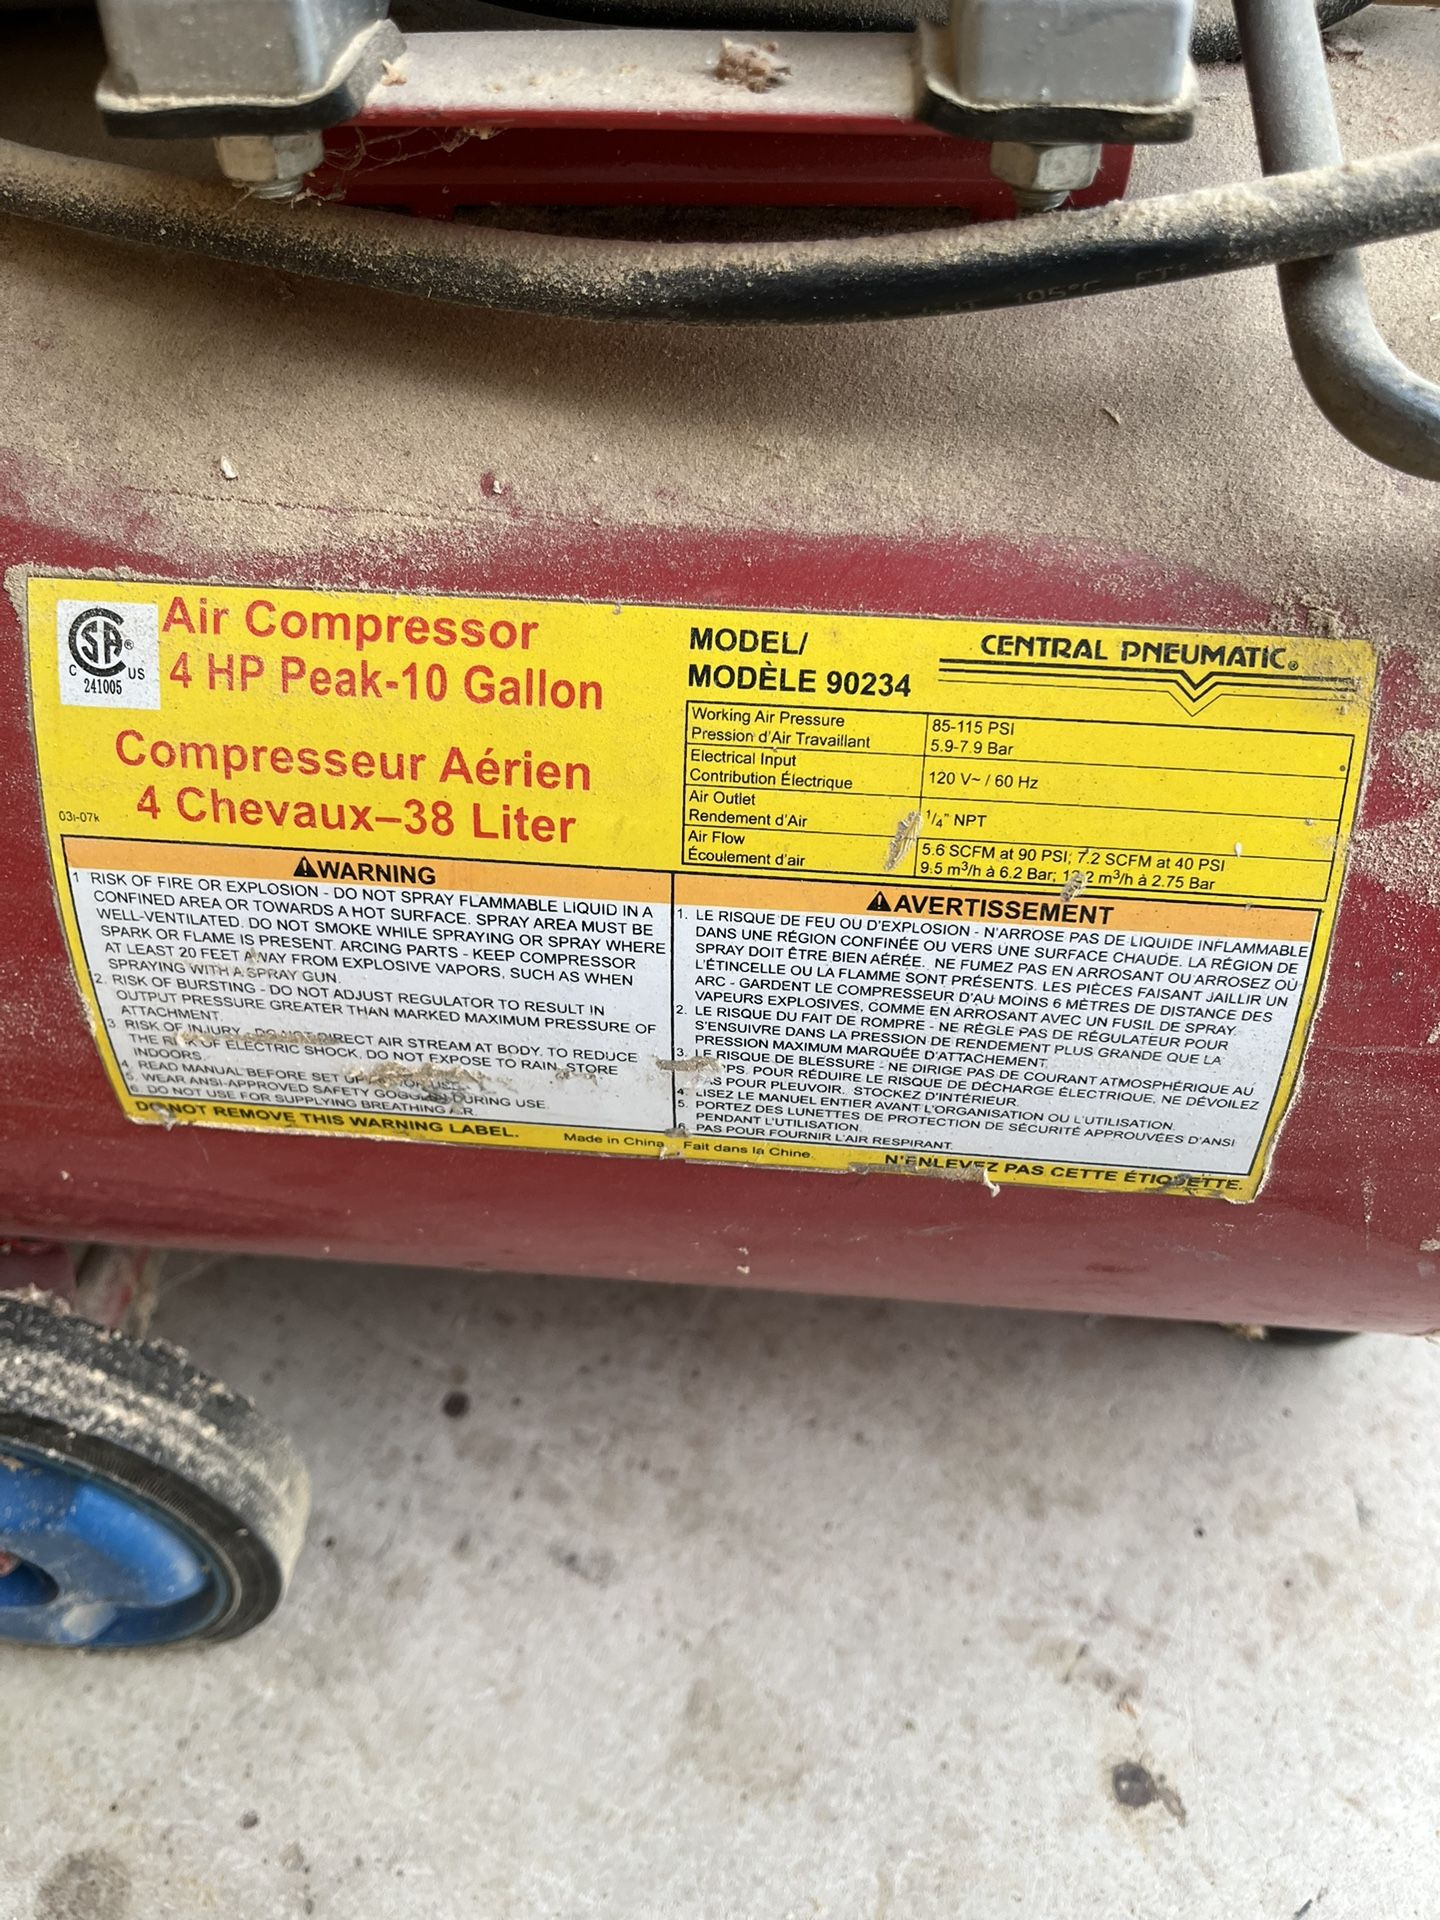 105°C FT1
CSA®
C US
241005
Air Compressor
4 HP Peak-10 Gallon
Compresseur Aérien
4 Chevaux–38 Liter
03i-07k
MODEL/
MODÈLE 90234
CENTRAL PNEUMATIC®
Working Air Pressure 85-115 PSI
Pression d'Air Travaillant 5.9-7.9 Bar
Electrical Input
Contribution Électrique 120 V~ / 60 Hz
Air Outlet
Rendement d'Air 1/4" NPT
Air Flow 5.6 SCFM at 90 PSI; 7.2 SCFM at 40 PSI
Écoulement d'air 9.5 m³/h à 6.2 Bar; m³/h à 2.75 Bar
⚠WARNING
1 RISK OF FIRE OR EXPLOSION - DO NOT SPRAY FLAMMABLE LIQUID IN A
CONFINED AREA OR TOWARDS A HOT SURFACE. SPRAY AREA MUST BE
WELL-VENTILATED. DO NOT SMOKE WHILE SPRAYING OR SPRAY WHERE
SPARK OR FLAME IS PRESENT. ARCING PARTS - KEEP COMPRESSOR
AT LEAST 20 FEET AWAY FROM EXPLOSIVE VAPORS, SUCH AS WHEN
SPRAYING WITH A SPRAY GUN.
2. RISK OF BURSTING - DO NOT ADJUST REGULATOR TO RESULT IN
OUTPUT PRESSURE GREATER THAN MARKED MAXIMUM PRESSURE OF
ATTACHMENT.
3. RISK OF INJURY - DO NOT DIRECT AIR STREAM AT BODY. TO REDUCE
THE RISK OF ELECTRIC SHOCK, DO NOT EXPOSE TO RAIN. STORE
INDOORS.
4. READ MANUAL BEFORE SET UP
5. WEAR ANSI-APPROVED SAFETY GOGGLES DURING USE.
DO NOT USE FOR SUPPLYING BREATHING AIR.
DO NOT REMOVE THIS WARNING LABEL.
Made in China
⚠AVERTISSEMENT
1. LE RISQUE DE FEU OU D'EXPLOSION - N'ARROSE PAS DE LIQUIDE INFLAMMABLE
DANS UNE RÉGION CONFINÉE OU VERS UNE SURFACE CHAUDE. LA RÉGION DE
SPRAY DOIT ÊTRE BIEN AÉRÉE. NE FUMEZ PAS EN ARROSANT OU ARROSEZ OÙ
L'ÉTINCELLE OU LA FLAMME SONT PRÉSENTS. LES PIÈCES FAISANT JAILLIR UN
ARC - GARDENT LE COMPRESSEUR D'AU MOINS 6 MÈTRES DE DISTANCE DES
VAPEURS EXPLOSIVES, COMME EN ARROSANT AVEC UN FUSIL DE SPRAY.
2. LE RISQUE DU FAIT DE ROMPRE - NE RÈGLE PAS DE RÉGULATEUR POUR
S'ENSUIVRE DANS LA PRESSION DE RENDEMENT PLUS GRANDE QUE LA
PRESSION MAXIMUM MARQUÉE D'ATTACHEMENT.
3. LE RISQUE DE BLESSURE - NE DIRIGE PAS DE COURANT ATMOSPHÉRIQUE AU
POUR RÉDUIRE LE RISQUE DE DÉCHARGE ÉLECTRIQUE, NE DÉVOILEZ
PAS POUR PLEUVOIR. STOCKEZ D'INTÉRIEUR.
4. LISEZ LE MANUEL ENTIER AVANT L'ORGANISATION OU L'UTILISATION.
5. PORTEZ DES LUNETTES DE PROTECTION DE SÉCURITÉ APPROUVÉES D'ANSI
PENDANT L'UTILISATION.
6. PAS POUR FOURNIR L'AIR RESPIRANT.
Fait dans la Chine.
N'ENLEVEZ PAS CETTE ÉTIQUETTE.